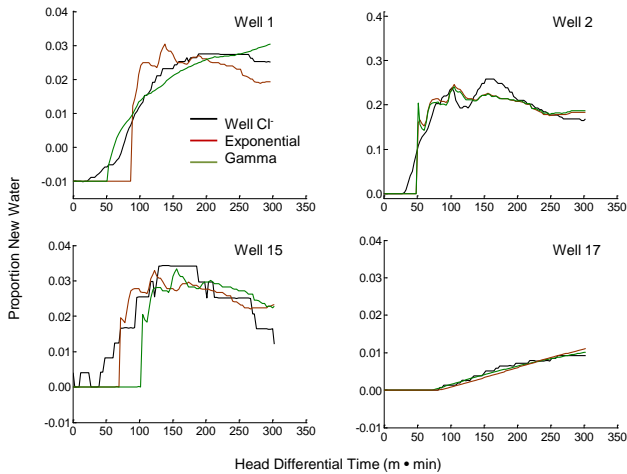 Well 1
0.04
0.03
0.02
0.01
0.00
-0.01
0 50 100 150 200 250 300 350
Well Cl-
Exponential
Gamma
Well 2
0.4
0.3
0.2
0.1
0.0
0 50 100 150 200 250 300 350
Proportion New Water
Well 15
0.04
0.03
0.02
0.01
0.00
-0.01
0 50 100 150 200 250 300 350
Well 17
0.04
0.03
0.02
0.01
0.00
-0.01
0 50 100 150 200 250 300 350
Head Differential Time (m • min)